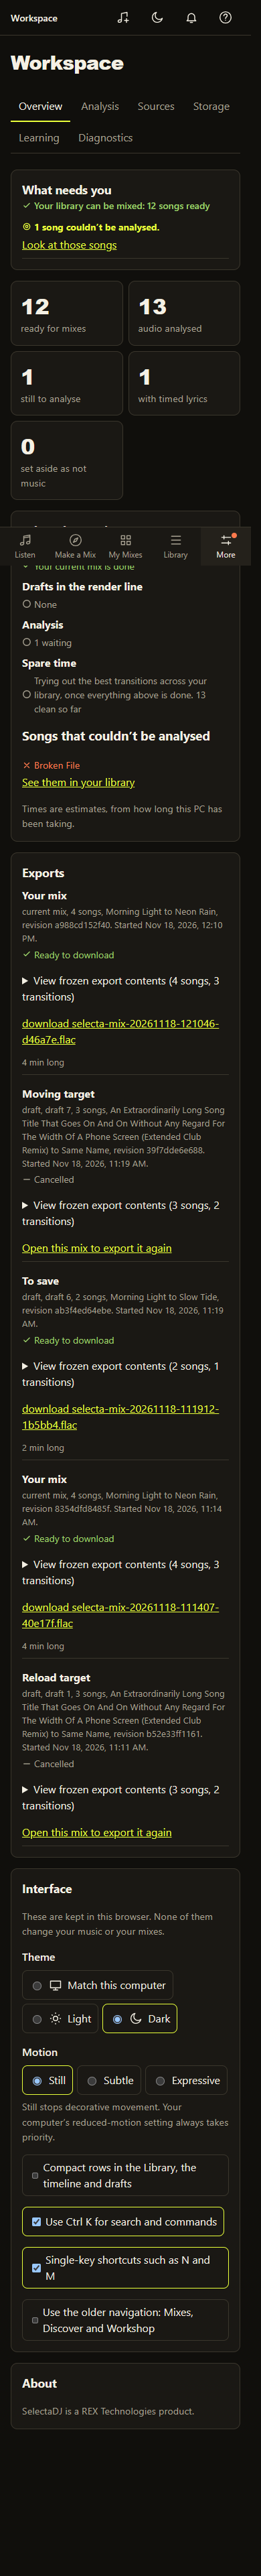 Workspace
Workspace
Overview
Analysis
Sources
Storage
Learning
Diagnostics
What needs you
Your library can be mixed: 12 songs ready
1 song couldn't be analysed.
Look at those songs
12
ready for mixes
13
audio analysed
1
still to analyse
1
with timed lyrics
0
set aside as not
music
Listen
Make a Mix
My Mixes
Library
More
Your current mix is done
Drafts in the render line
None
Analysis
1 waiting
Spare time
Trying out the best transitions across your
library, once everything above is done. 13
clean so far
Songs that couldn't be analysed
Broken File
See them in your library
Times are estimates, from how long this PC has
been taking.
Exports
Your mix
current mix, 4 songs, Morning Light to Neon Rain,
revision a988cd152f40. Started Nov 18, 2026, 12:10
PM.
Ready to download
View frozen export contents (4 songs, 3
transitions)
download selecta-mix-20261118-121046-
d46a7e.flac
4 min long
Moving target
draft, draft 7, 3 songs, An Extraordinarily Long Song
Title That Goes On And On Without Any Regard For
The Width Of A Phone Screen (Extended Club
Remix) to Same Name, revision 39f7dde6e688.
Started Nov 18, 2026, 11:19 AM.
Cancelled
View frozen export contents (3 songs, 2
transitions)
Open this mix to export it again
To save
draft, draft 6, 2 songs, Morning Light to Slow Tide,
revision ab3f4ed64ebe. Started Nov 18, 2026, 11:19
AM.
Ready to download
View frozen export contents (2 songs, 1
transitions)
download selecta-mix-20261118-111912-
1b5bb4.flac
2 min long
Your mix
current mix, 4 songs, Morning Light to Neon Rain,
revision 8354dfd8485f. Started Nov 18, 2026, 11:14
AM.
Ready to download
View frozen export contents (4 songs, 3
transitions)
download selecta-mix-20261118-111407-
40e17f.flac
4 min long
Reload target
draft, draft 1, 3 songs, An Extraordinarily Long Song
Title That Goes On And On Without Any Regard For
The Width Of A Phone Screen (Extended Club
Remix) to Same Name, revision b52e33ff1161.
Started Nov 18, 2026, 11:11 AM.
Cancelled
View frozen export contents (3 songs, 2
transitions)
Open this mix to export it again
Interface
These are kept in this browser. None of them
change your music or your mixes.
Theme
Match this computer
Light
Dark
Motion
Still
Subtle
Expressive
Still stops decorative movement. Your
computer's reduced-motion setting always takes
priority.
Compact rows in the Library, the
timeline and drafts
Use Ctrl K for search and commands
Single-key shortcuts such as N and
M
Use the older navigation: Mixes,
Discover and Workshop
About
SelectaDJ is a REX Technologies product.